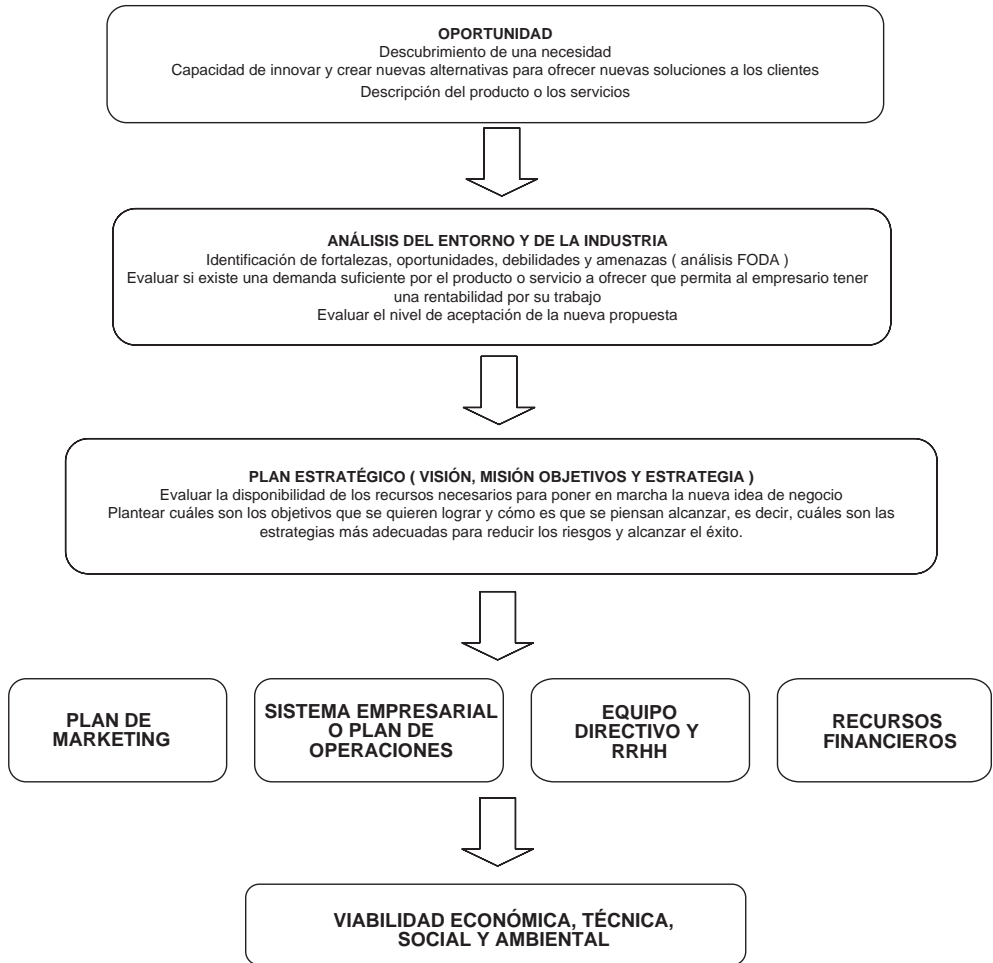 OPORTUNIDAD
Descubrimiento de una necesidad
Capacidad de innovar y crear nuevas alternativas para ofrecer nuevas soluciones a los clientes
Descripción del producto o los servicios
ANÁLISIS DEL ENTORNO Y DE LA INDUSTRIA
Identificación de fortalezas, oportunidades, debilidades y amenazas ( análisis FODA )
Evaluar si existe una demanda suficiente por el producto o servicio a ofrecer que permita al empresario tener
una rentabilidad por su trabajo
Evaluar el nivel de aceptación de la nueva propuesta
PLAN ESTRATÉGICO ( VISIÓN, MISIÓN OBJETIVOS Y ESTRATEGIA )
Evaluar la disponibilidad de los recursos necesarios para poner en marcha la nueva idea de negocio
Plantear cuáles son los objetivos que se quieren lograr y cómo es que se piensan alcanzar, es decir, cuáles son las
estrategias más adecuadas para reducir los riesgos y alcanzar el éxito.
PLAN DE
MARKETING
SISTEMA EMPRESARIAL
O PLAN DE
OPERACIONES
EQUIPO
DIRECTIVO Y
RRHH
RECURSOS
FINANCIEROS
VIABILIDAD ECONÓMICA, TÉCNICA,
SOCIAL Y AMBIENTAL